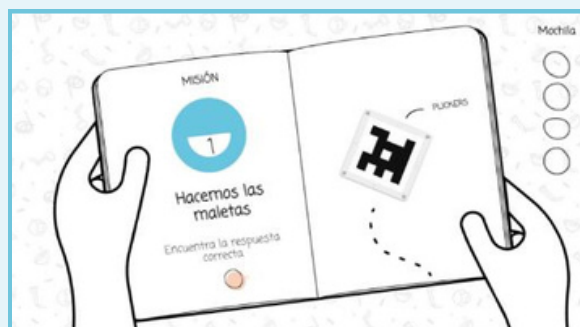 MISIÓN
1
Hacemos las
maletas
Encuentra la respuesta
correcta
PLICKERS
Mochila